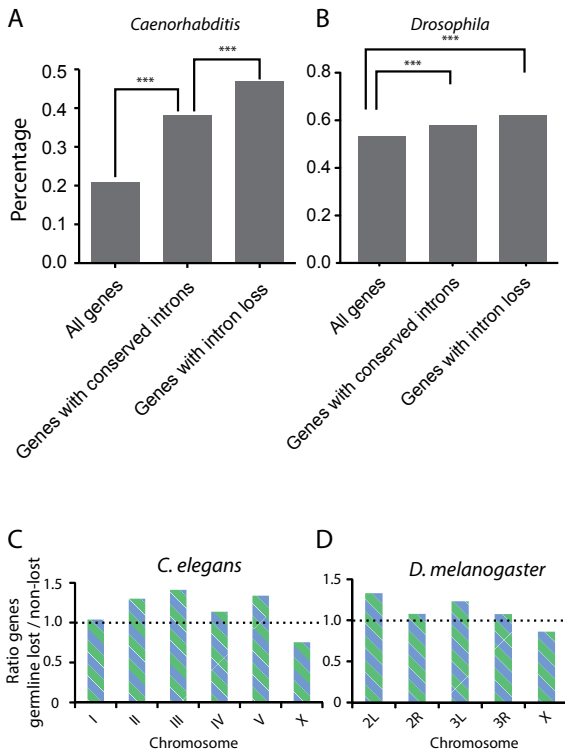 A
Caenorhabditis
B
Drosophila
Percentage
0.5
0.4
0.3
0.2
0.1
0.0
***
***
All genes
Genes with conserved introns
Genes with intron loss
0.8
0.6
0.4
0.2
0.0
***
***
All genes
Genes with conserved introns
Genes with intron loss
C
C. elegans
Ratio genes
germline lost / non-lost
1.5
1.0
0.5
0
I
II
III
IV
V
X
Chromosome
D
D. melanogaster
1.5
1.0
0.5
0
2L
2R
3L
3R
X
Chromosome